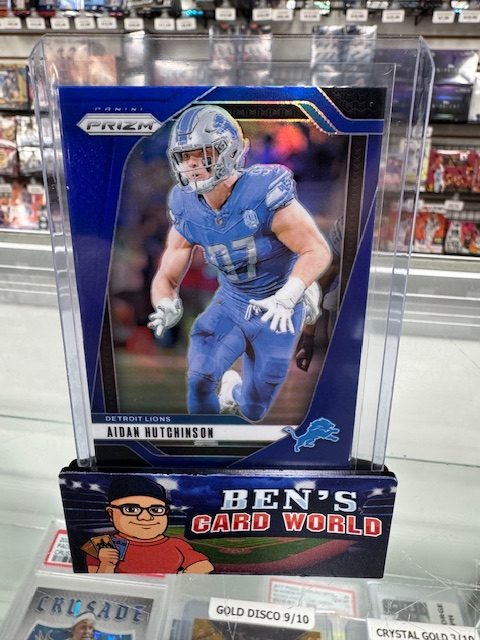 PANINI
PRIZM
97
DETROIT LIONS
AIDAN HUTCHINSON
BEN'S
CARD WORLD
CRUSADE
GOLD DISCO 9/10
CRYSTAL GOLD 3/10